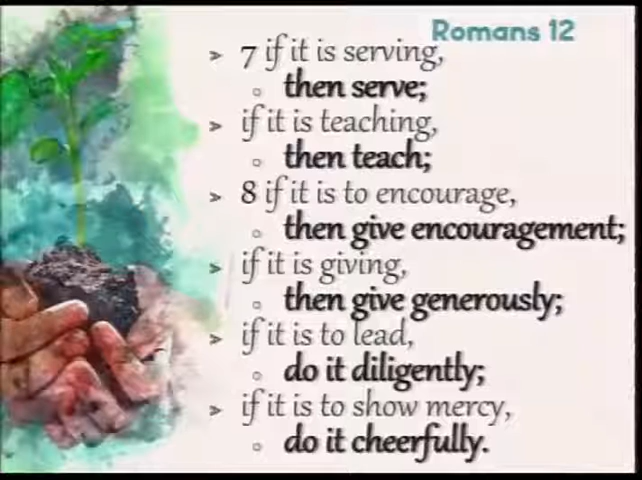 Romans 12
➢ 7 if it is serving,
○ then serve;
➢ if it is teaching,
○ then teach;
➢ 8 if it is to encourage,
○ then give encouragement;
➢ if it is giving,
○ then give generously;
➢ if it is to lead,
○ do it diligently;
➢ if it is to show mercy,
○ do it cheerfully.